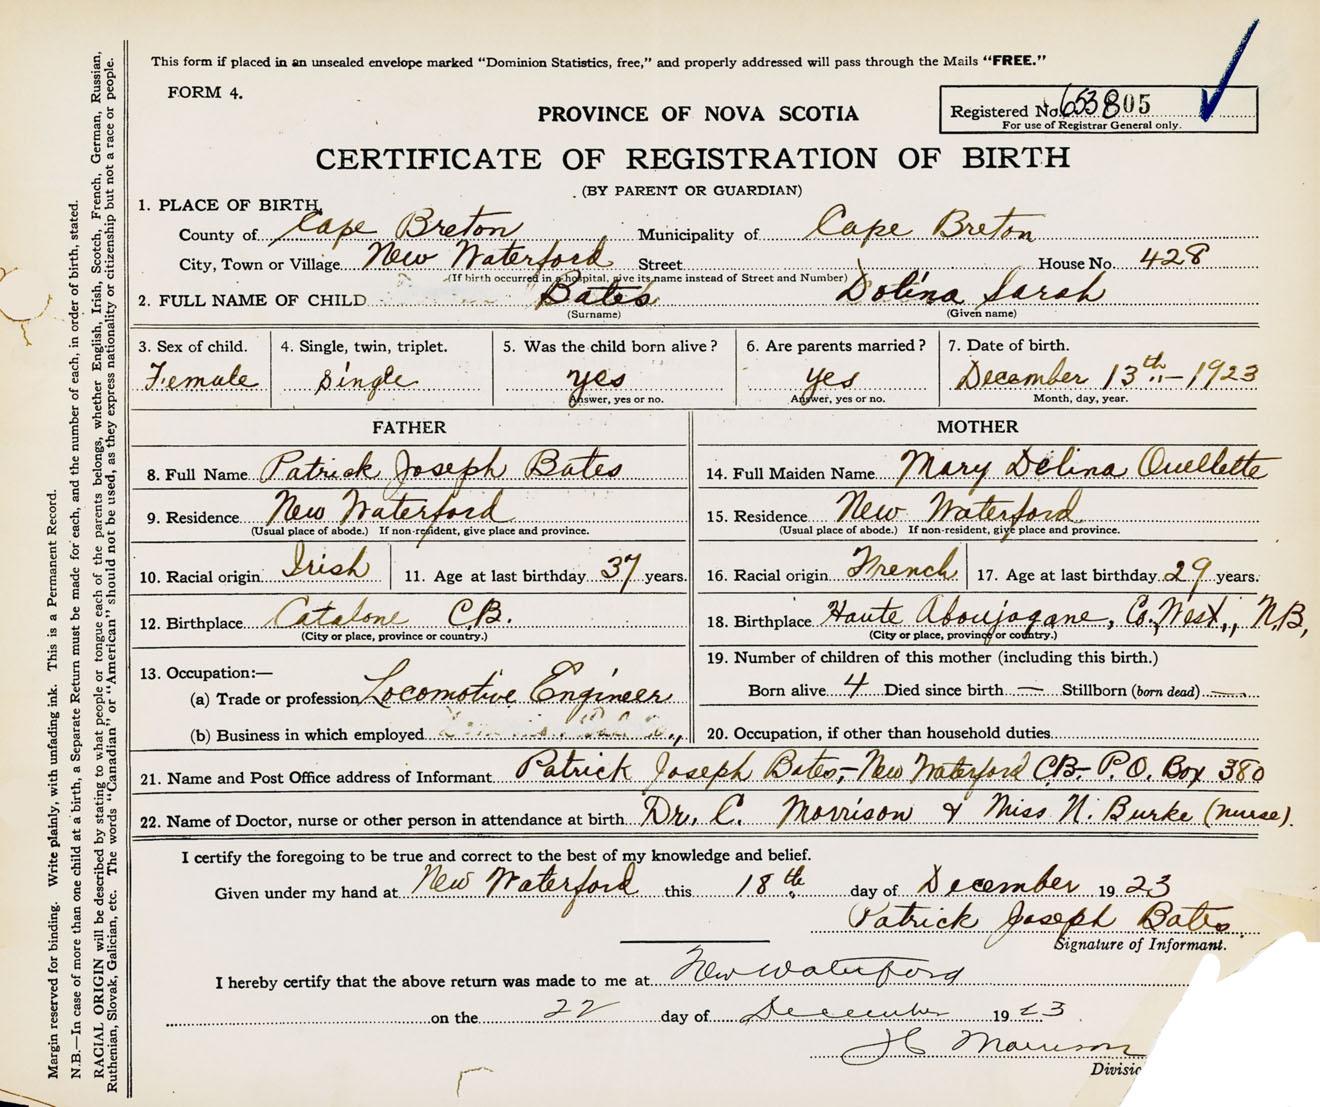 This form if placed in an unsealed envelope marked "Dominion Statistics, free," and properly addressed will pass through the Mails "FREE."
FORM 4.
PROVINCE OF NOVA SCOTIA
Registered No. 805
For use of Registrar General only.
CERTIFICATE OF REGISTRATION OF BIRTH
(BY PARENT OR GUARDIAN)
1. PLACE OF BIRTH,
County of Cape Breton Municipality of Cape Breton
City, Town or Village New Waterford Street House No. 428
(If birth occurred in a hospital, give its name instead of Street and Number)
2. FULL NAME OF CHILD Bates Dolina Sarah
(Surname) (Given name)
3. Sex of child. 4. Single, twin, triplet. 5. Was the child born alive? 6. Are parents married? 7. Date of birth.
Female Single yes yes December 13th - 1923
Answer, yes or no. Answer, yes or no. Month, day, year.
FATHER MOTHER
8. Full Name Patrick Joseph Bates 14. Full Maiden Name Mary Delina Ouellette
9. Residence New Waterford 15. Residence New Waterford
(Usual place of abode.) If non-resident, give place and province. (Usual place of abode.) If non-resident, give place and province.
10. Racial origin Irish 11. Age at last birthday 37 years. 16. Racial origin French 17. Age at last birthday 29 years.
12. Birthplace Catalone C.B. 18. Birthplace Haute Aboujagane, Co. West., N.B,
(City or place, province or country.) (City or place, province or country.)
13. Occupation:— 19. Number of children of this mother (including this birth.)
(a) Trade or profession Locomotive Engineer Born alive 4 Died since birth — Stillborn (born dead) —
(b) Business in which employed 20. Occupation, if other than household duties
21. Name and Post Office address of Informant Patrick Joseph Bates, - New Waterford CB- P.O. Box 380
22. Name of Doctor, nurse or other person in attendance at birth Dr. C. Morrison & Miss N. Burke (nurse).
I certify the foregoing to be true and correct to the best of my knowledge and belief.
Given under my hand at New Waterford this 18th day of December 1923
Patrick Joseph Bates
Signature of Informant.
I hereby certify that the above return was made to me at New Waterford
on the 22 day of December 1923
Morrison
Divisio
Margin reserved for binding. Write plainly, with unfading ink. This is a Permanent Record.
N.B.—In case of more than one child at a birth, a Separate Return must be made for each, and the number of each, in order of birth, stated.
RACIAL ORIGIN will be described by stating to what people or tongue each of the parents belongs, whether English, Irish, Scotch, French, German, Russian,
Ruthenian, Slovak, Galician, etc. The words "Canadian" or "American" should not be used, as they express nationality or citizenship but not a race or people.